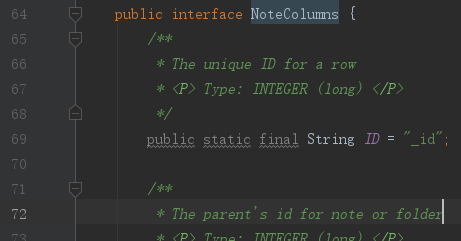 64 public interface NoteColumns {
65 /**
66 * The unique ID for a row
67 * <P> Type: INTEGER (long) </P>
68 */
69 public static final String ID = "_id";
70
71 /**
72 * The parent's id for note or folder
73 * <P> Type: INTEGER (long) </P>